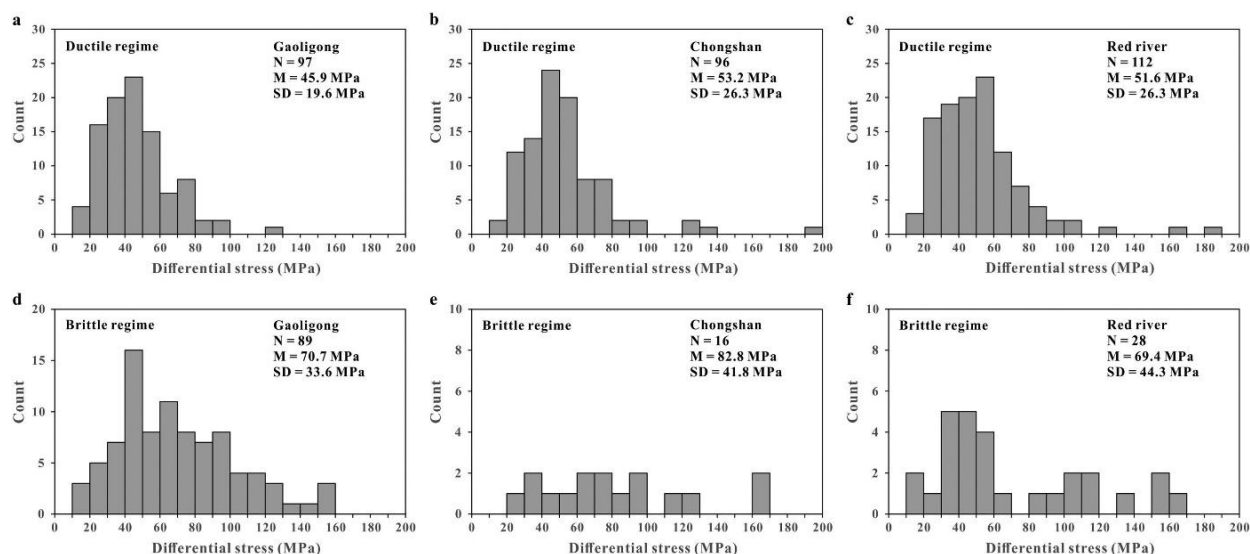 a
30
25
20
15
10
5
0
Count
Ductile regime
Gaoligong
N = 97
M = 45.9 MPa
SD = 19.6 MPa
0 20 40 60 80 100 120 140 160 180 200
Differential stress (MPa)
b
30
25
20
15
10
5
0
Count
Ductile regime
Chongshan
N = 96
M = 53.2 MPa
SD = 26.3 MPa
0 20 40 60 80 100 120 140 160 180 200
Differential stress (MPa)
c
30
25
20
15
10
5
0
Count
Ductile regime
Red river
N = 112
M = 51.6 MPa
SD = 26.3 MPa
0 20 40 60 80 100 120 140 160 180 200
Differential stress (MPa)
d
20
15
10
5
0
Count
Brittle regime
Gaoligong
N = 89
M = 70.7 MPa
SD = 33.6 MPa
0 20 40 60 80 100 120 140 160 180 200
Differential stress (MPa)
e
10
8
6
4
2
0
Count
Brittle regime
Chongshan
N = 16
M = 82.8 MPa
SD = 41.8 MPa
0 20 40 60 80 100 120 140 160 180 200
Differential stress (MPa)
f
10
8
6
4
2
0
Count
Brittle regime
Red river
N = 28
M = 69.4 MPa
SD = 44.3 MPa
0 20 40 60 80 100 120 140 160 180 200
Differential stress (MPa)